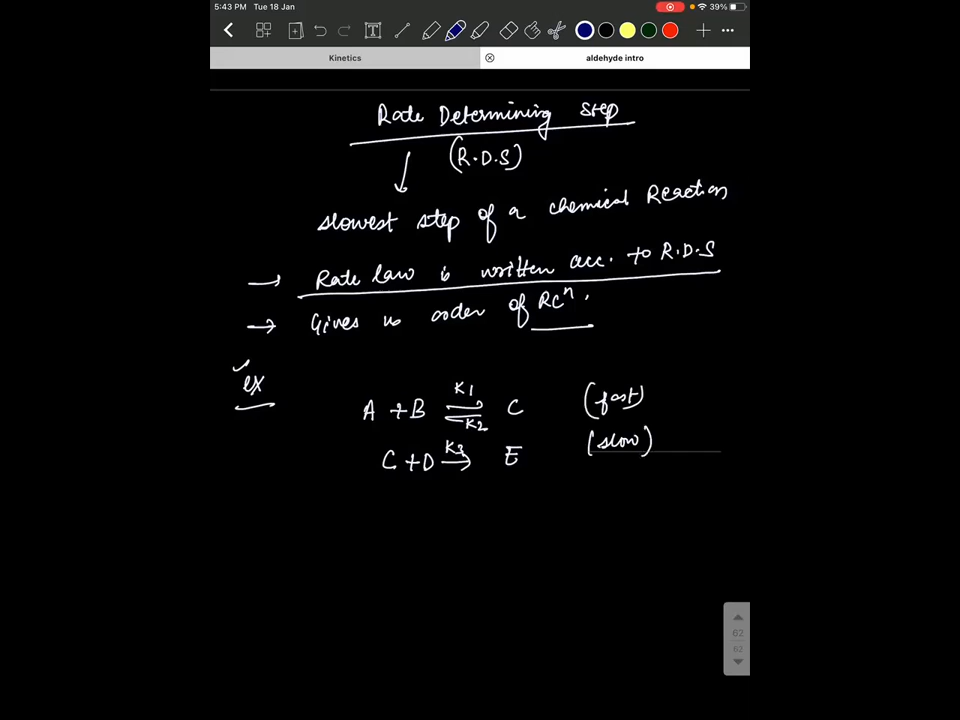 5:43 PM Tue 18 Jan 39%
Kinetics aldehyde intro
Rate Determining Step
(R.D.S)
slowest step of a chemical Reaction
→ Rate law is written acc. to R.D.S
→ Gives us order of RCⁿ.
ex
A + B ⇌ C (fast)
K1
K2
C + D → E (slow)
K3
62
62